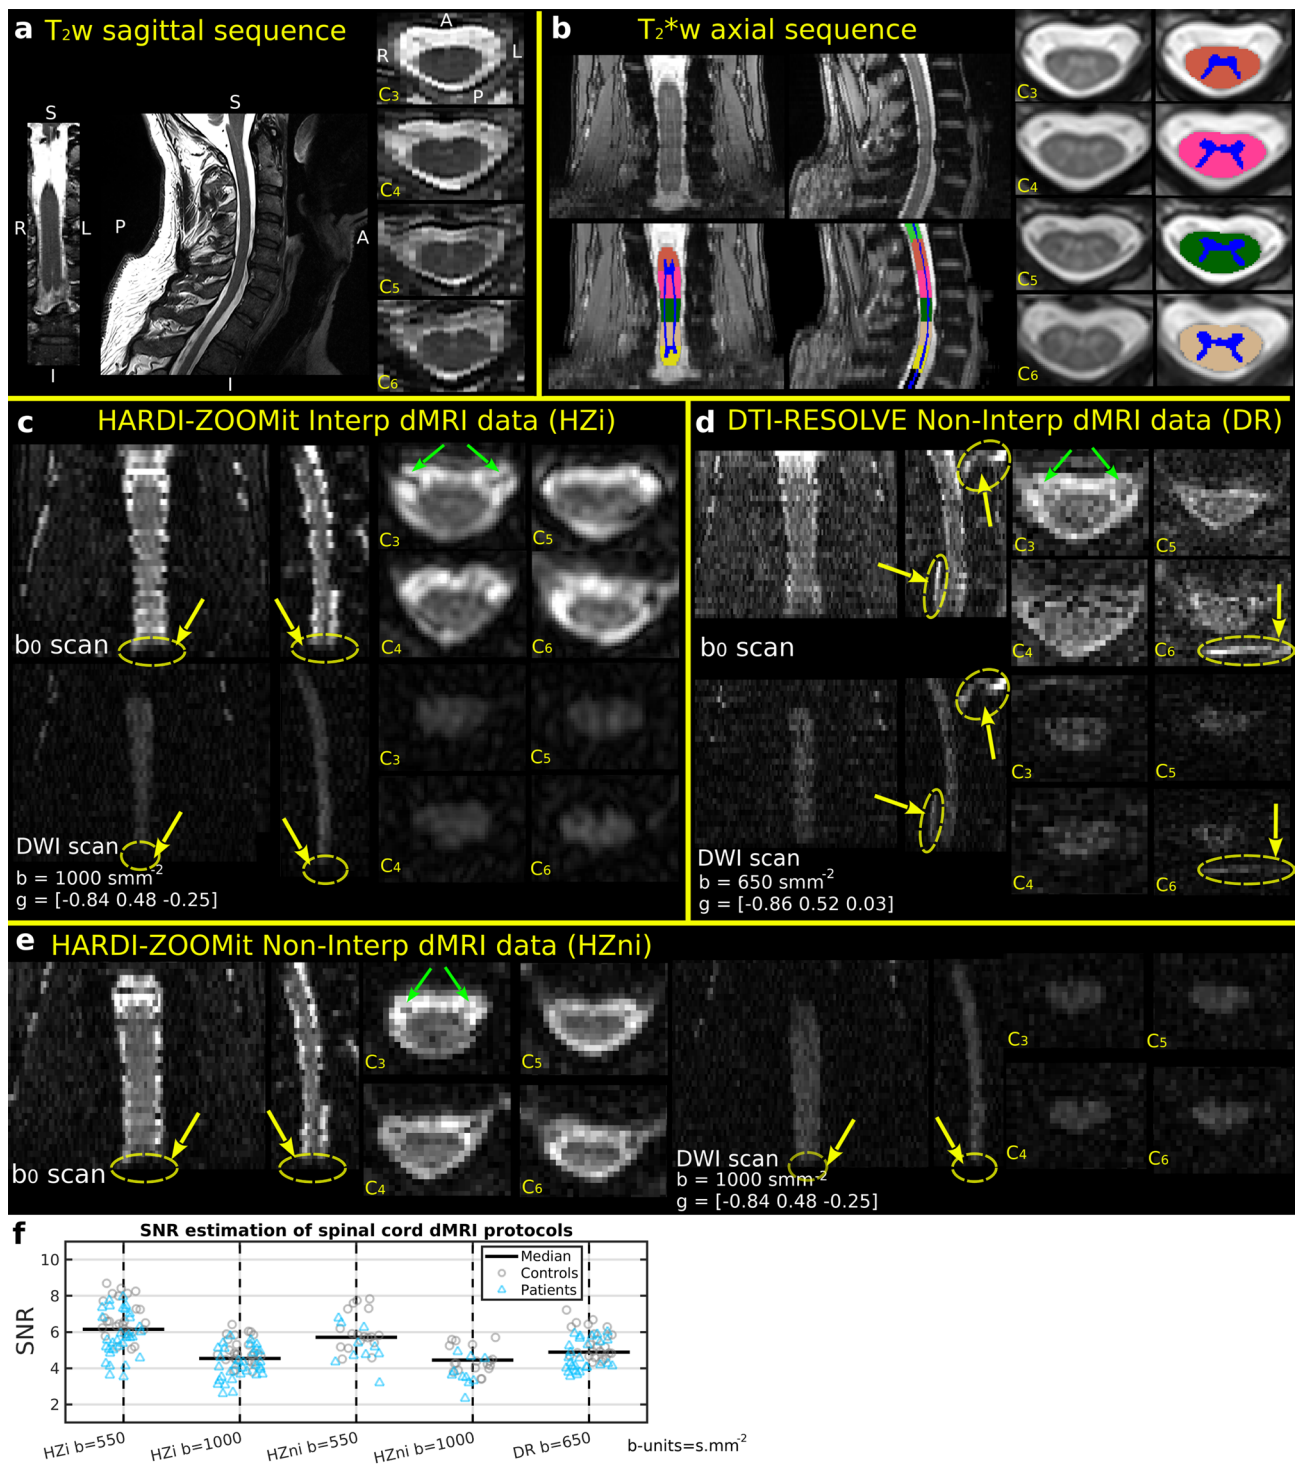 a T₂w sagittal sequence
S
R
L
I
S
P
A
I
A
R
L
P
C₃
C₄
C₅
C₆
b T₂*w axial sequence
C₃
C₄
C₅
C₆
c HARDI-ZOOMit Interp dMRI data (HZi)
b₀ scan
C₃
C₅
C₄
C₆
DWI scan
b = 1000 smm⁻²
g = [-0.84 0.48 -0.25]
C₃
C₅
C₄
C₆
d DTI-RESOLVE Non-Interp dMRI data (DR)
b₀ scan
C₃
C₅
C₄
C₆
DWI scan
b = 650 smm⁻²
g = [-0.86 0.52 0.03]
C₃
C₅
C₄
C₆
e HARDI-ZOOMit Non-Interp dMRI data (HZni)
b₀ scan
C₃
C₅
C₄
C₆
DWI scan
b = 1000 smm⁻²
g = [-0.84 0.48 -0.25]
C₃
C₅
C₄
C₆
f
SNR estimation of spinal cord dMRI protocols
Median
Controls
Patients
SNR
10
8
6
4
2
HZi b=550
HZi b=1000
HZni b=550
HZni b=1000
DR b=650
b-units=s.mm⁻²